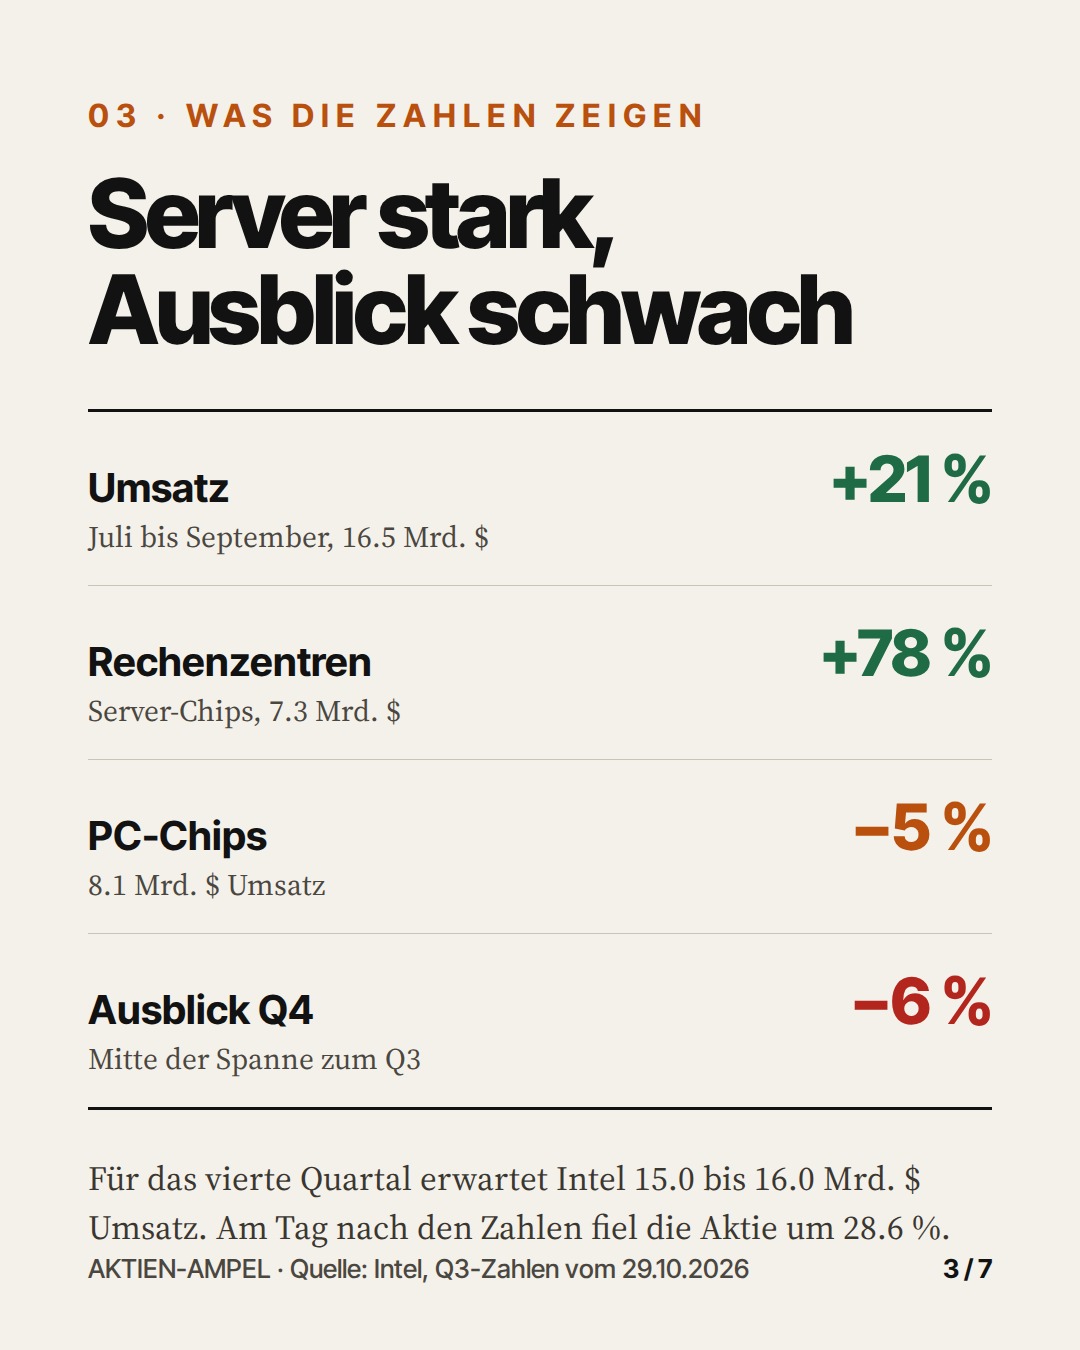 03 · WAS DIE ZAHLEN ZEIGEN
Server stark,
Ausblick schwach
Umsatz
+21 %
Juli bis September, 16.5 Mrd. $
Rechenzentren
+78 %
Server-Chips, 7.3 Mrd. $
PC-Chips
–5 %
8.1 Mrd. $ Umsatz
Ausblick Q4
–6 %
Mitte der Spanne zum Q3
Für das vierte Quartal erwartet Intel 15.0 bis 16.0 Mrd. $
Umsatz. Am Tag nach den Zahlen fiel die Aktie um 28.6 %.
AKTIEN-AMPEL · Quelle: Intel, Q3-Zahlen vom 29.10.2026
3 / 7